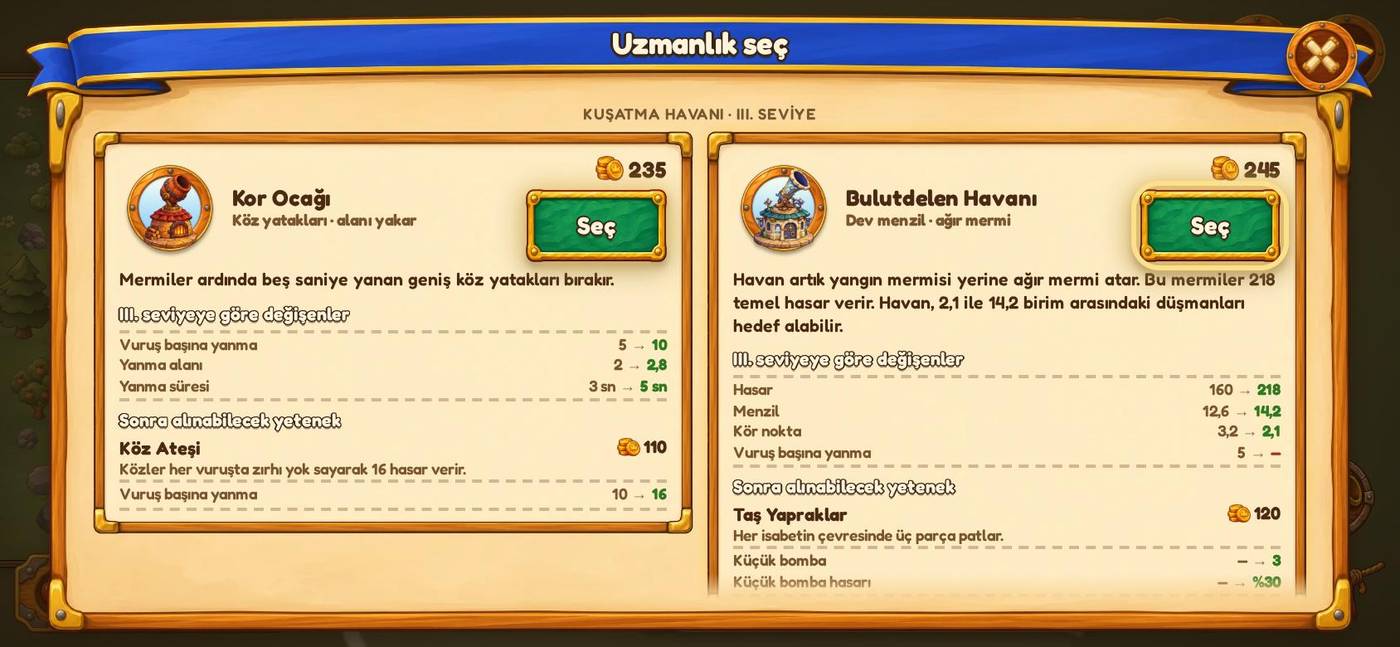 Uzmanlık seç
KUŞATMA HAVANI · III. SEVİYE
235
Kor Ocağı
Köz yatakları · alanı yakar
Seç
Mermiler ardında beş saniye yanan geniş köz yatakları bırakır.
III. seviyeye göre değişenler
Vuruş başına yanma 5 → 10
Yanma alanı 2 → 2,8
Yanma süresi 3 sn → 5 sn
Sonra alınabilecek yetenek
Köz Ateşi 110
Közler her vuruşta zırhı yok sayarak 16 hasar verir.
Vuruş başına yanma 10 → 16
245
Bulutdelen Havanı
Dev menzil · ağır mermi
Seç
Havan artık yangın mermisi yerine ağır mermi atar. Bu mermiler 218
temel hasar verir. Havan, 2,1 ile 14,2 birim arasındaki düşmanları
hedef alabilir.
III. seviyeye göre değişenler
Hasar 160 → 218
Menzil 12,6 → 14,2
Kör nokta 3,2 → 2,1
Vuruş başına yanma 5 → –
Sonra alınabilecek yetenek
Taş Yapraklar 120
Her isabetin çevresinde üç parça patlar.
Küçük bomba – → 3
Küçük bomba hasarı – → %30